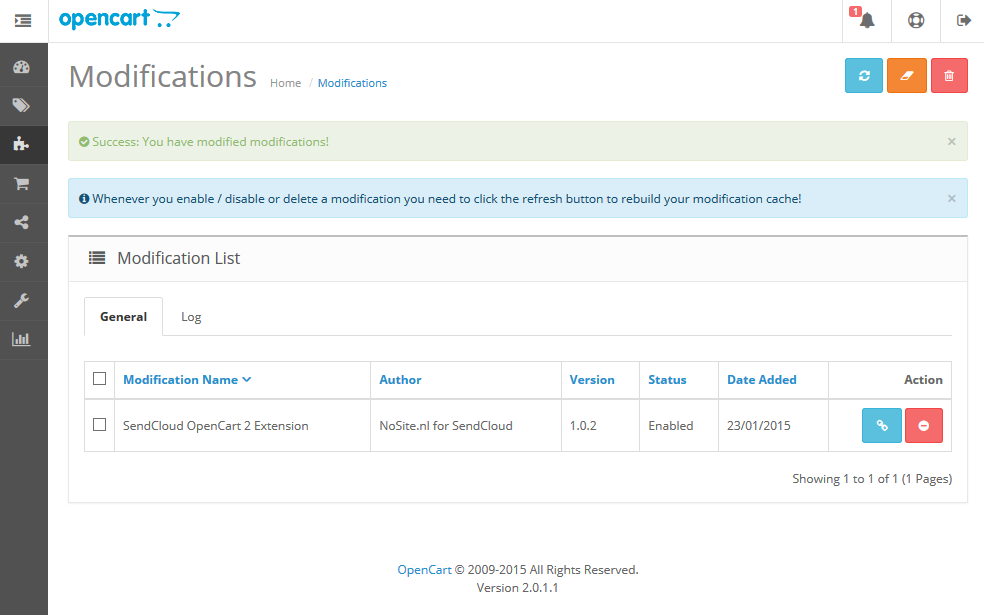 opencart
1
Modifications Home / Modifications
Success: You have modified modifications! ×
Whenever you enable / disable or delete a modification you need to click the refresh button to rebuild your modification cache! ×
Modification List
General Log
Modification Name Author Version Status Date Added Action
SendCloud OpenCart 2 Extension NoSite.nl for SendCloud 1.0.2 Enabled 23/01/2015
Showing 1 to 1 of 1 (1 Pages)
OpenCart © 2009-2015 All Rights Reserved.
Version 2.0.1.1